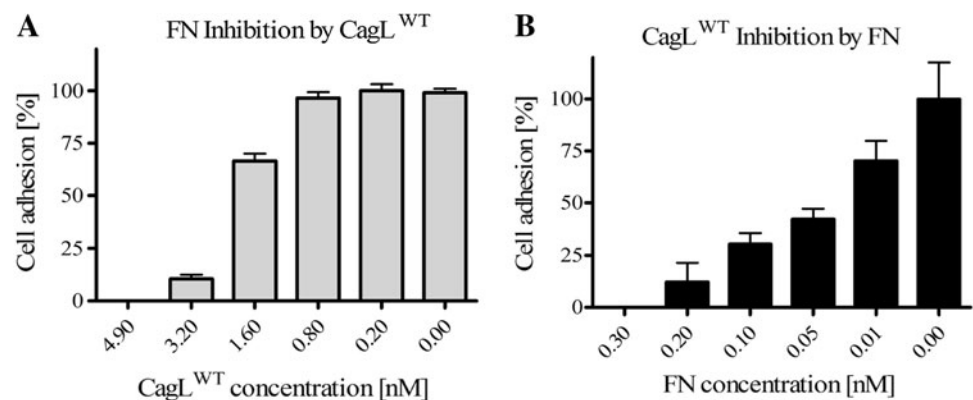 A
FN Inhibition by CagL^WT
Cell adhesion [%]
100
75
50
25
0
4.90
3.20
1.60
0.80
0.20
0.00
CagL^WT concentration [nM]
B
CagL^WT Inhibition by FN
Cell adhesion [%]
100
75
50
25
0
0.30
0.20
0.10
0.05
0.01
0.00
FN concentration [nM]